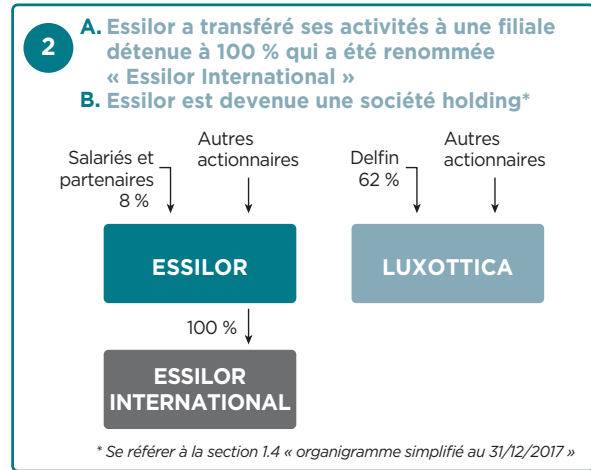 2
A. Essilor a transféré ses activités à une filiale
détenue à 100 % qui a été renommée
« Essilor International »
B. Essilor est devenue une société holding*
Salariés et
partenaires
8 %
Autres
actionnaires
Delfin
62 %
Autres
actionnaires
ESSILOR
LUXOTTICA
100 %
ESSILOR
INTERNATIONAL
* Se référer à la section 1.4 « organigramme simplifié au 31/12/2017 »